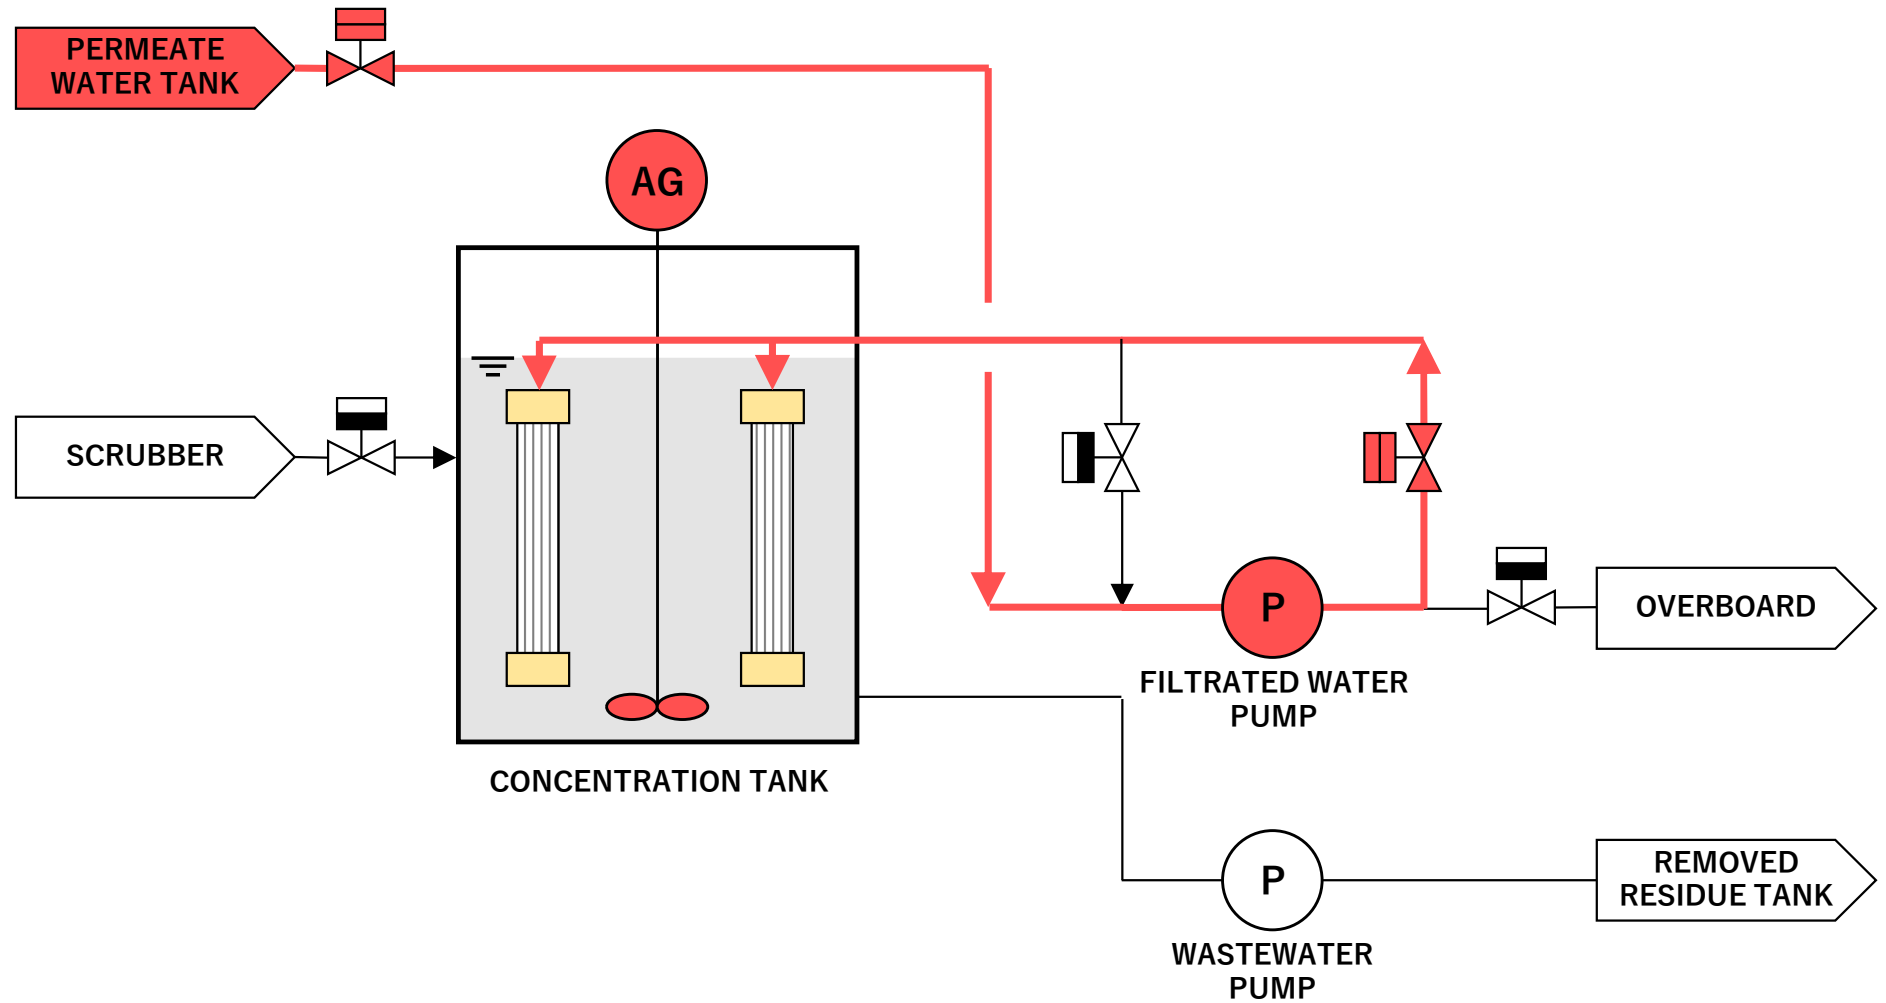 PERMEATE
WATER TANK
AG
SCRUBBER
P
OVERBOARD
FILTRATED WATER
PUMP
CONCENTRATION TANK
P
REMOVED
RESIDUE TANK
WASTEWATER
PUMP